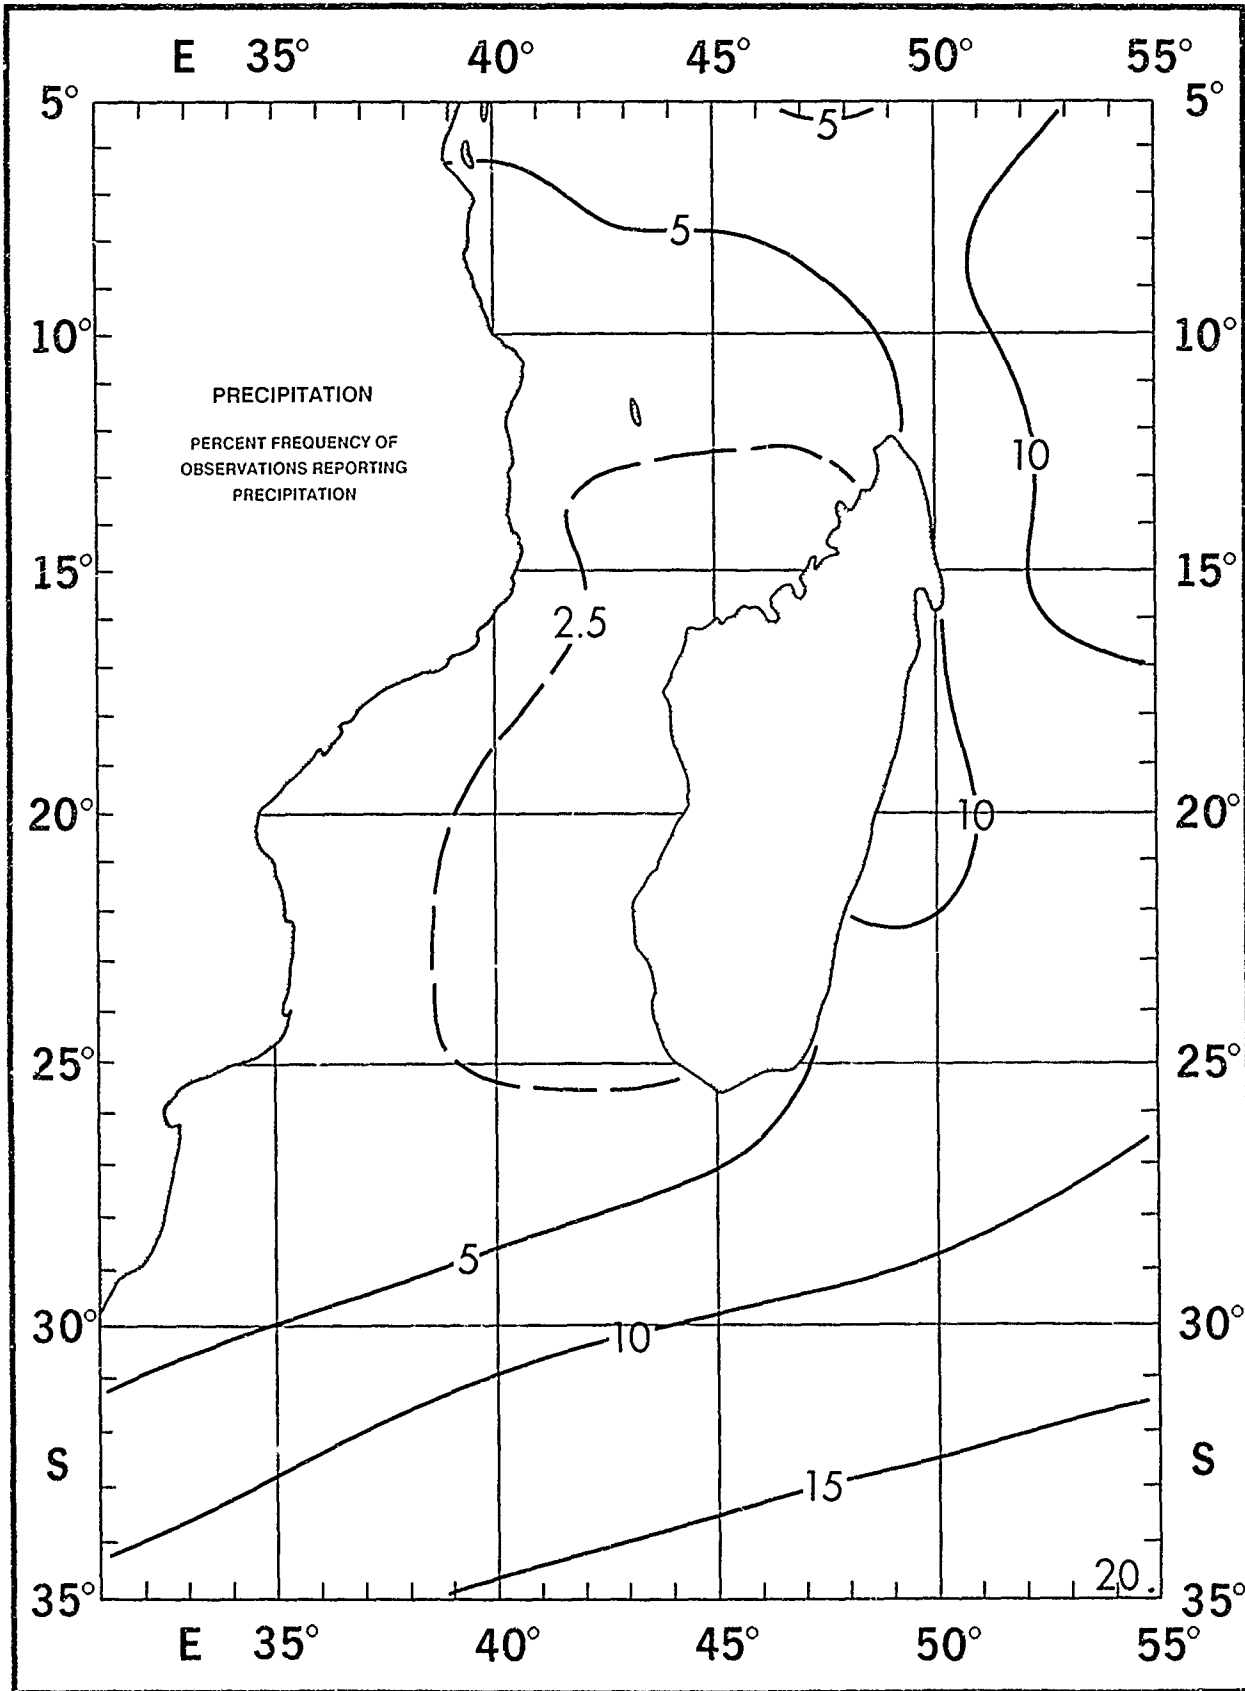 E 35° 40° 45° 50° 55°
5° 5°
5
5
10° 10°
PRECIPITATION
PERCENT FREQUENCY OF
OBSERVATIONS REPORTING
PRECIPITATION
10
15° 15°
2.5
20° 10 20°
25° 25°
5
30° 30°
10
S S
15
20.
35° 35°
E 35° 40° 45° 50° 55°